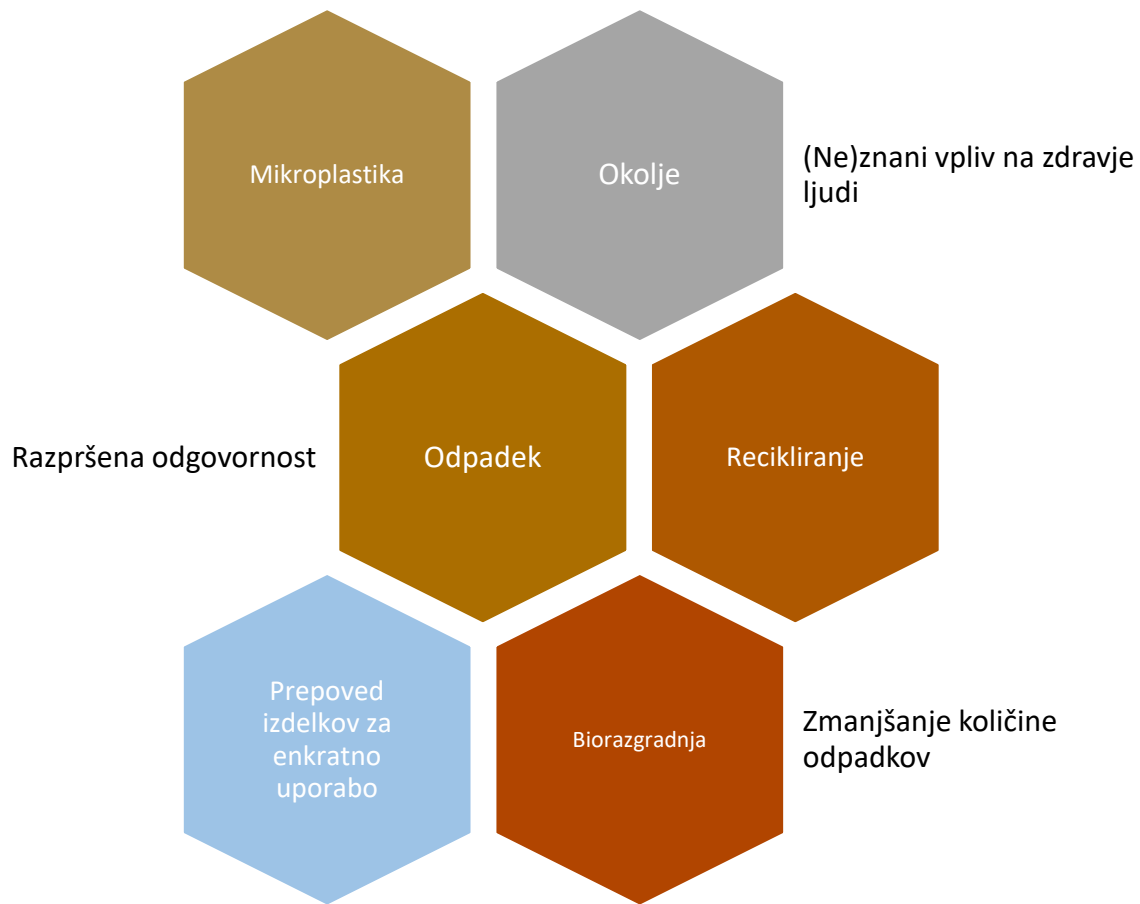 Mikroplastika
Okolje
(Ne)znani vpliv na zdravje
ljudi
Razpršena odgovornost
Odpadek
Recikliranje
Prepoved
izdelkov za
enkratno
uporabo
Biorazgradnja
Zmanjšanje količine
odpadkov